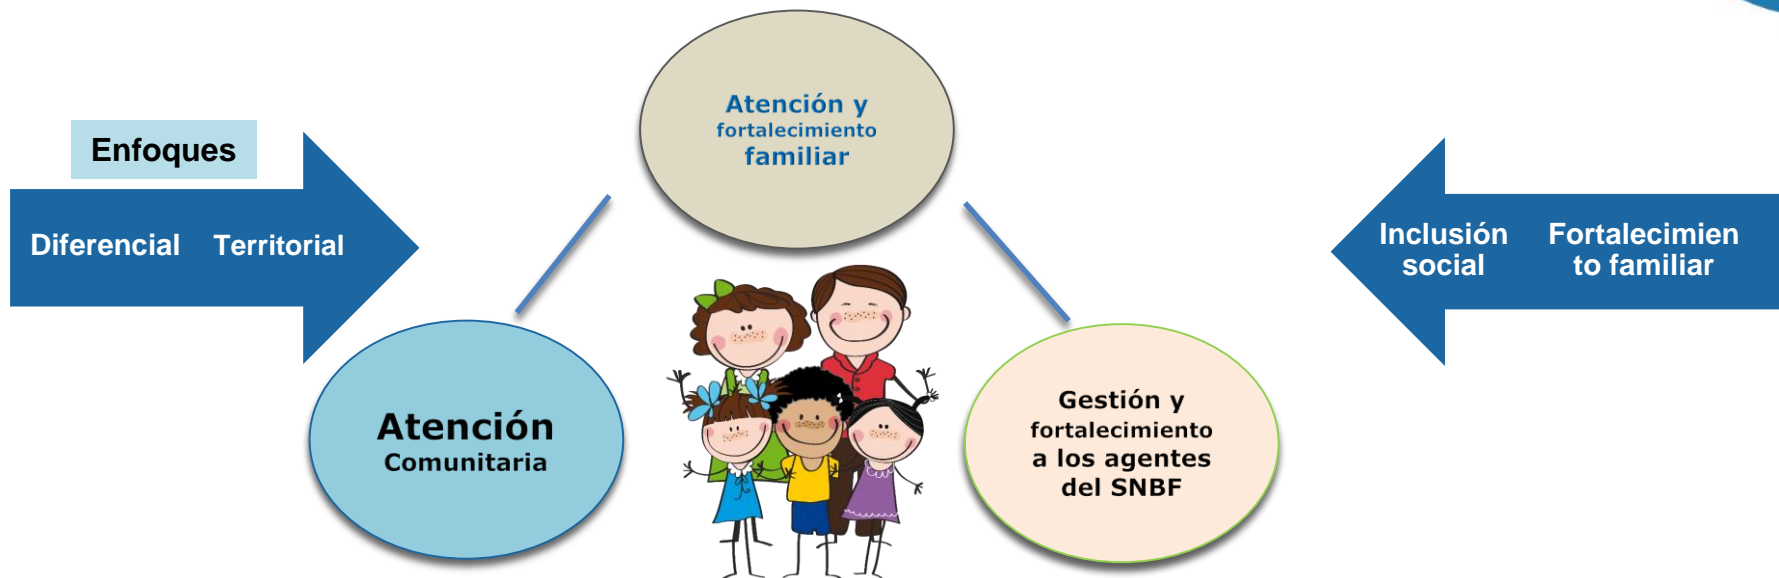 Atención y
fortalecimiento
familiar
Enfoques
Diferencial Territorial
Inclusión
social
Fortalecimien
to familiar
Atención
Comunitaria
Gestión y
fortalecimiento
a los agentes
del SNBF